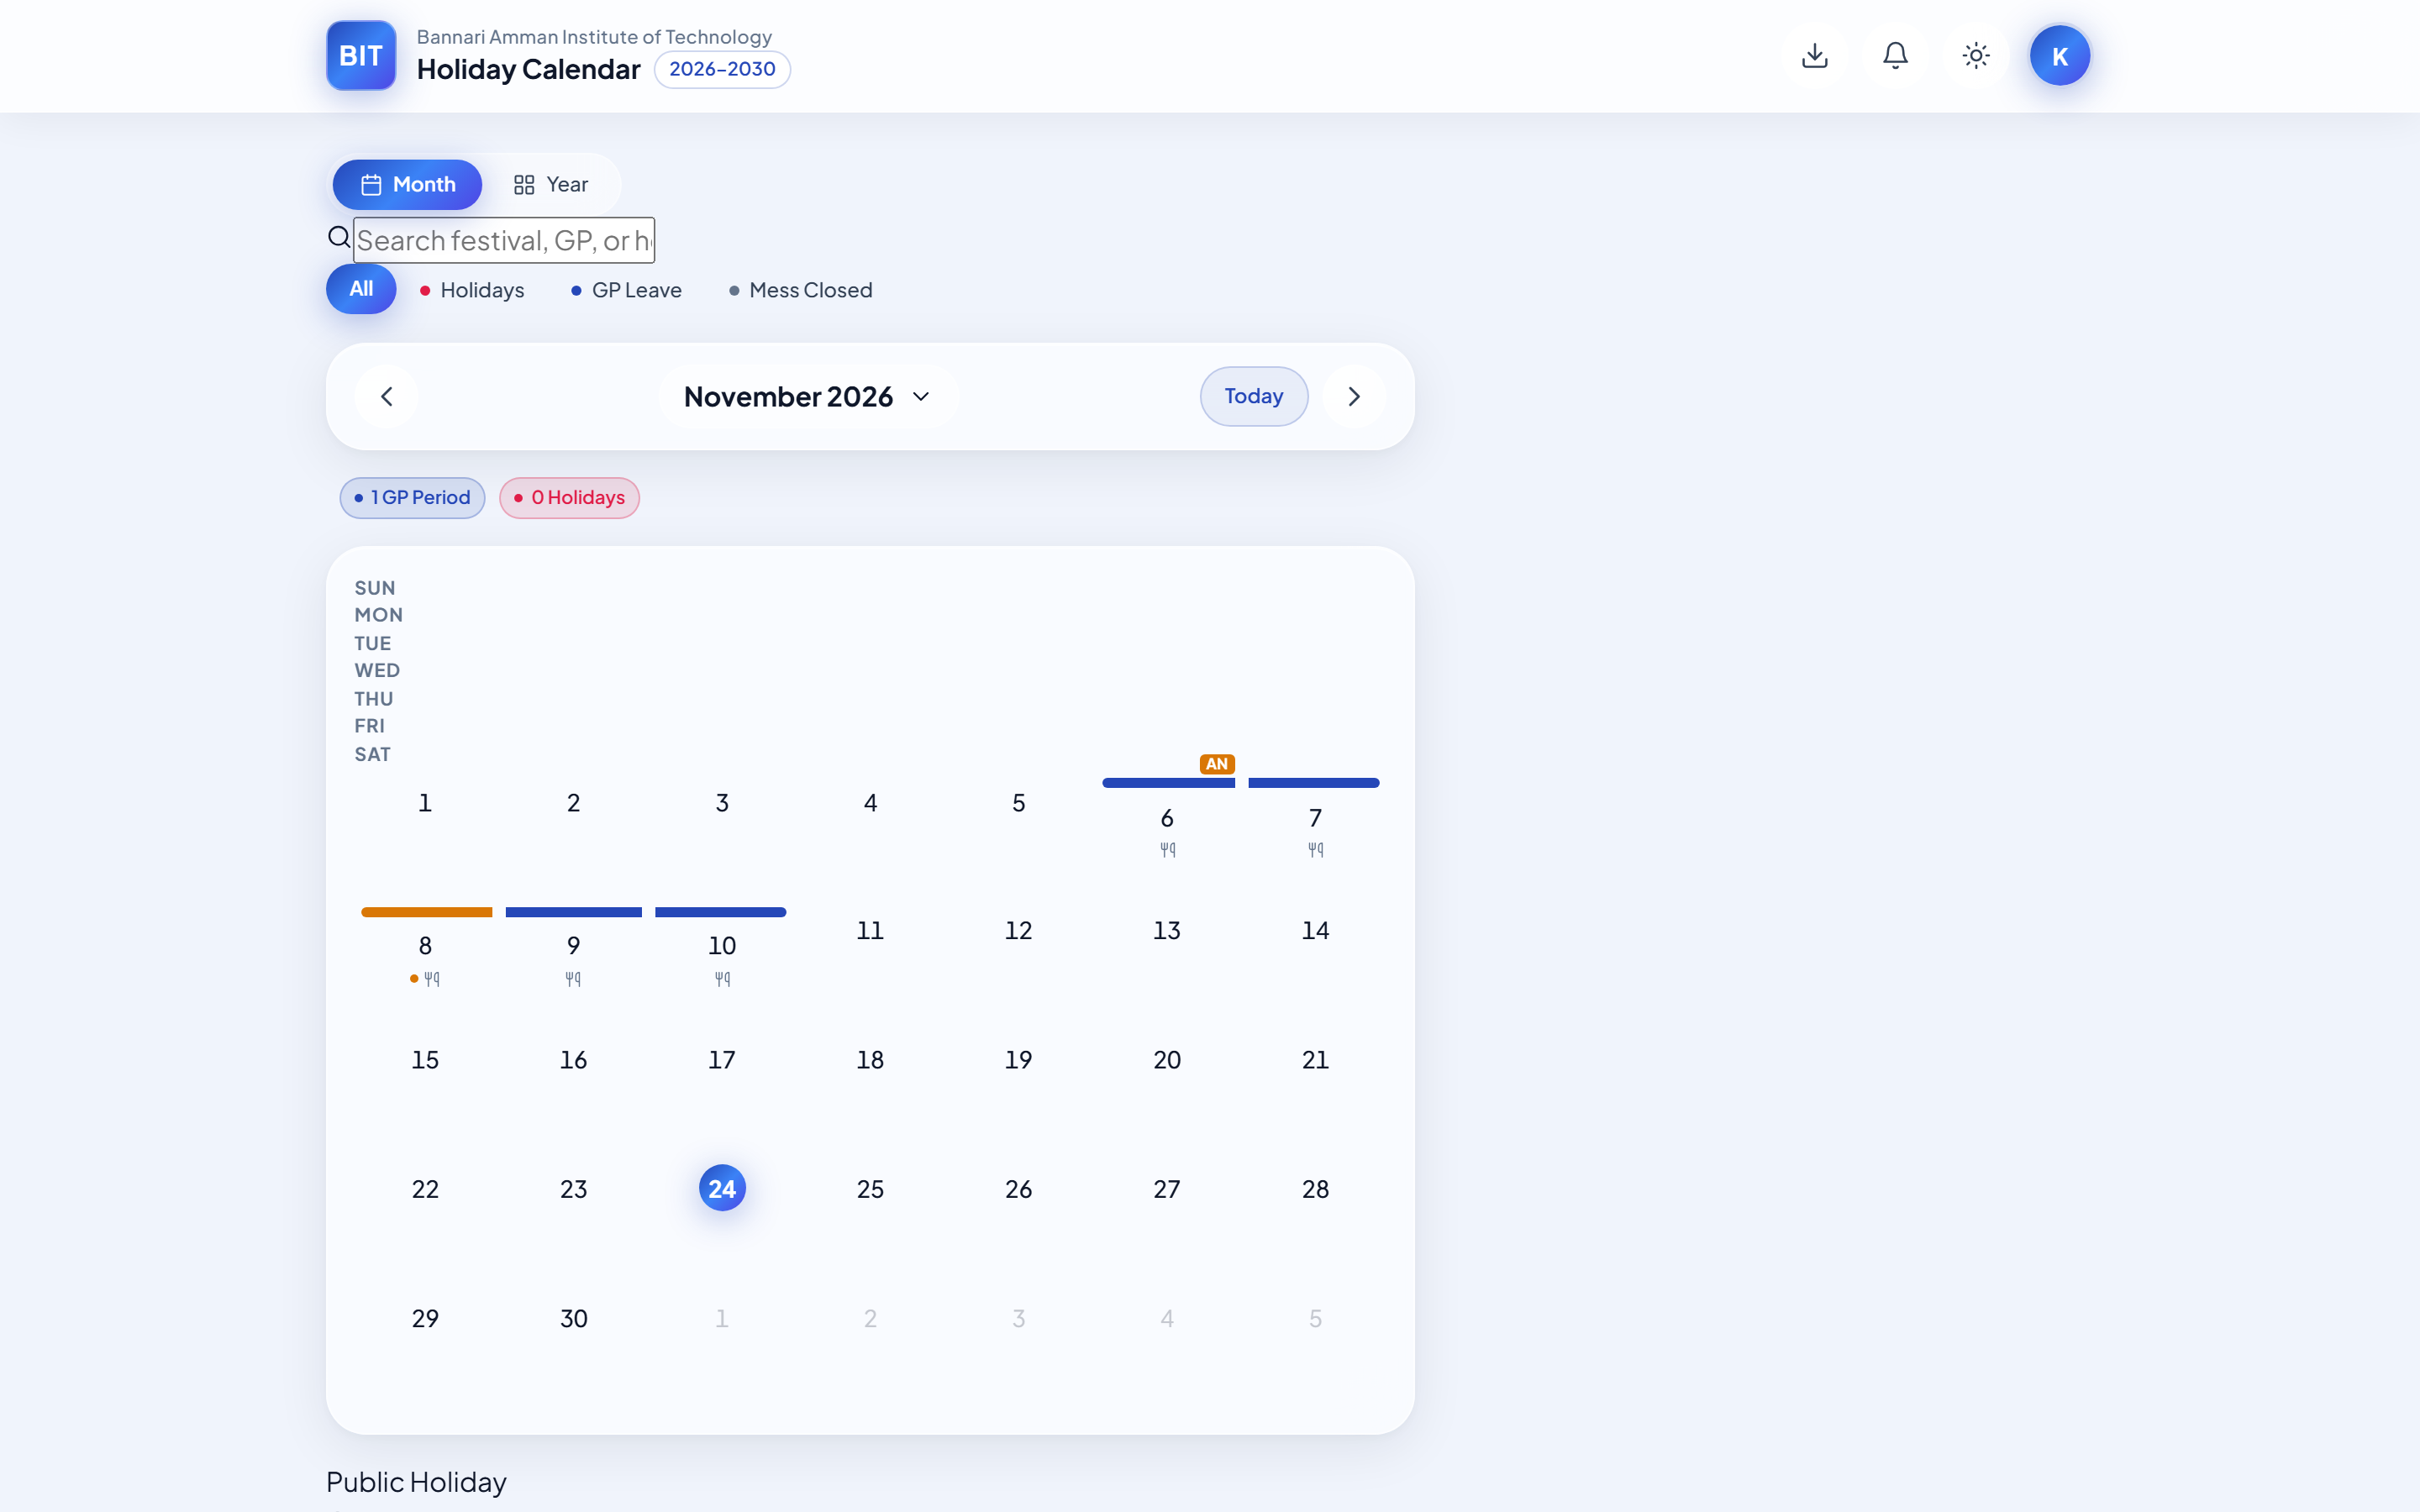 BIT
Bannari Amman Institute of Technology
Holiday Calendar 2026–2030
K
Month Year
Search festival, GP, or h
All Holidays GP Leave Mess Closed
November 2026 Today
1 GP Period 0 Holidays
SUN
MON
TUE
WED
THU
FRI
SAT
AN
1 2 3 4 5 6 7
8 9 10 11 12 13 14
15 16 17 18 19 20 21
22 23 24 25 26 27 28
29 30 1 2 3 4 5
Public Holiday